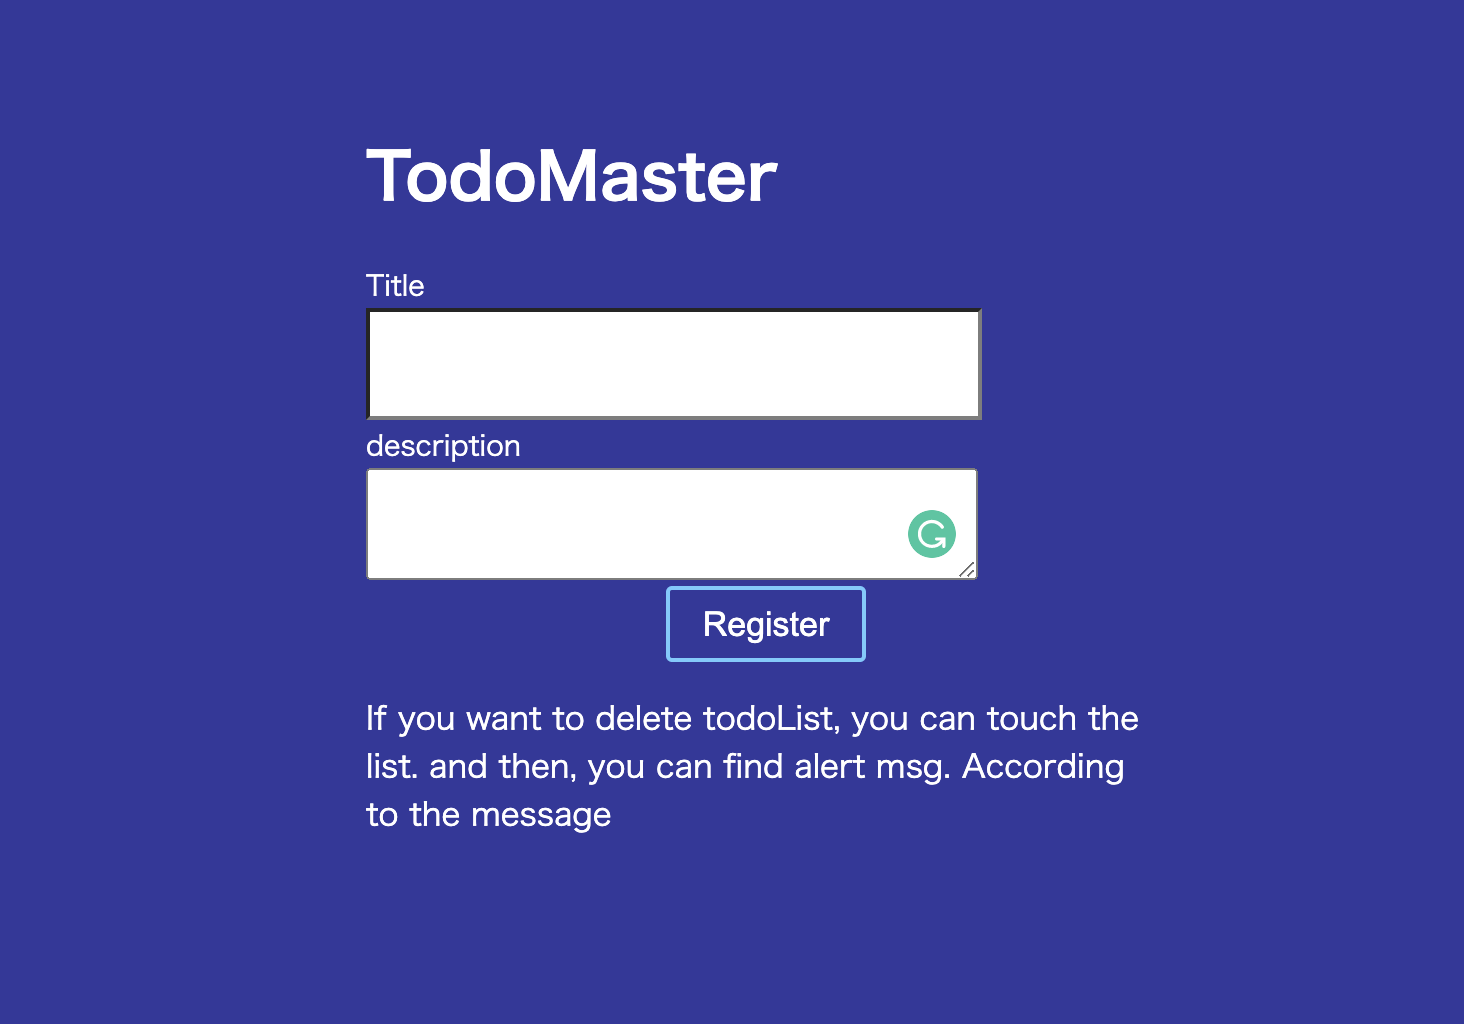 TodoMaster
Title
description
Register
If you want to delete todoList, you can touch the
list. and then, you can find alert msg. According
to the message